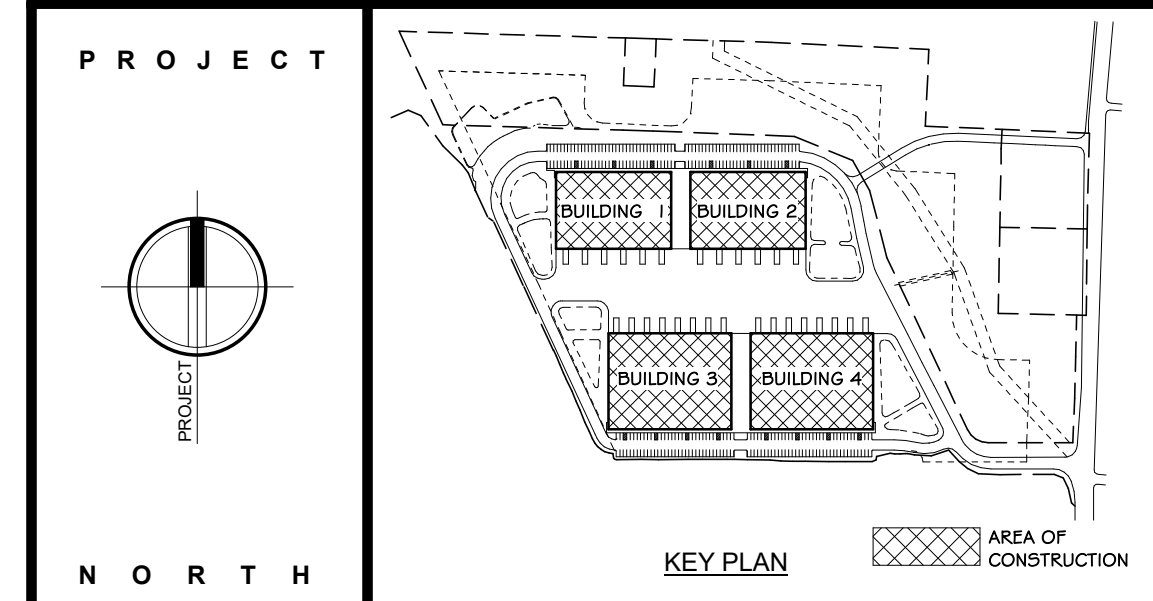 P R O J E C T
PROJECT
N O R T H
BUILDING 1
BUILDING 2
BUILDING 3
BUILDING 4
KEY PLAN
AREA OF
CONSTRUCTION